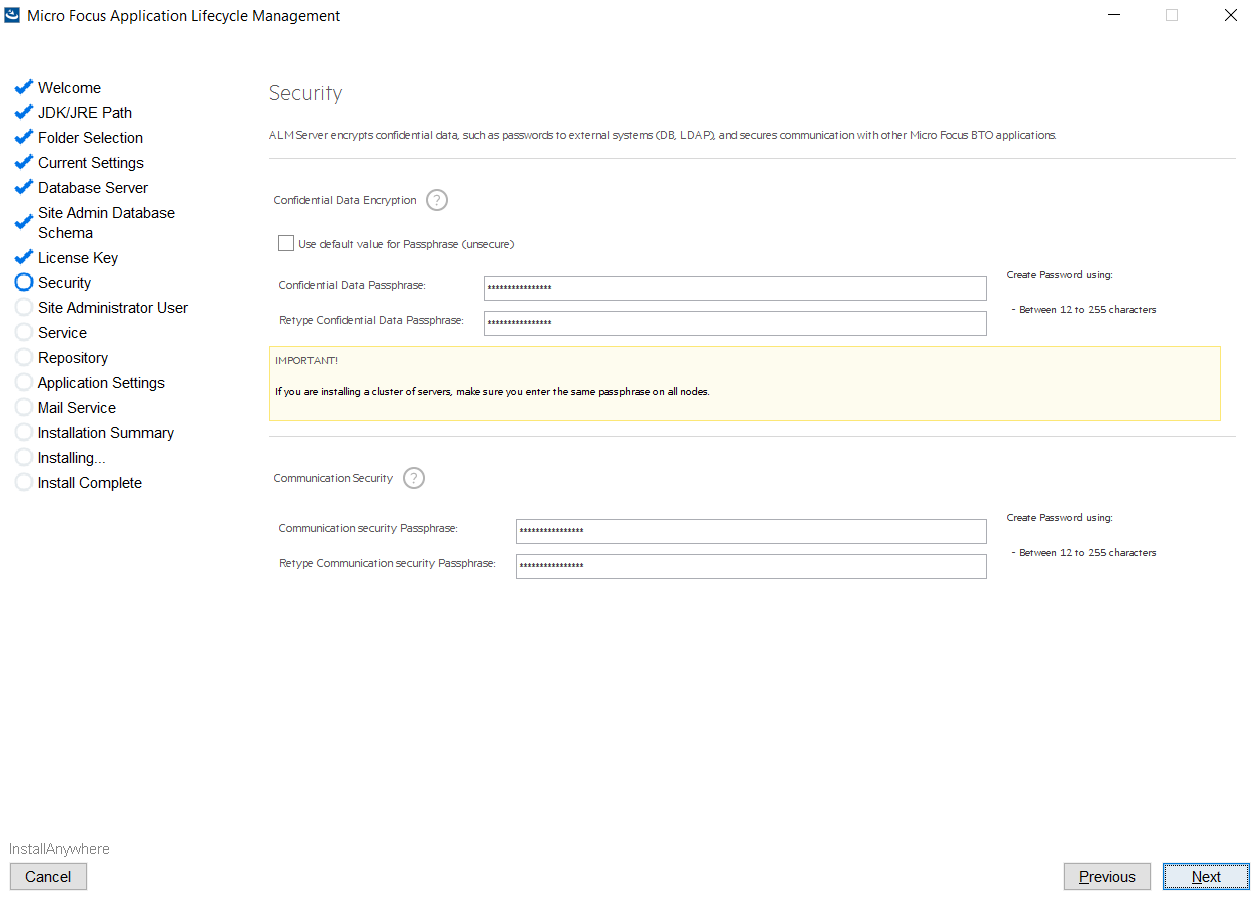 Micro Focus Application Lifecycle Management
Welcome
JDK/JRE Path
Folder Selection
Current Settings
Database Server
Site Admin Database
Schema
License Key
Security
Site Administrator User
Service
Repository
Application Settings
Mail Service
Installation Summary
Installing...
Install Complete
Security
ALM Server encrypts confidential data, such as passwords to external systems (DB, LDAP), and secures communication with other Micro Focus BTO applications.
Confidential Data Encryption ?
Use default value for Passphrase (unsecure)
Confidential Data Passphrase: ****************
Retype Confidential Data Passphrase: ****************
Create Password using:
- Between 12 to 255 characters
IMPORTANT!
If you are installing a cluster of servers, make sure you enter the same passphrase on all nodes.
Communication Security ?
Communication security Passphrase: ****************
Retype Communication security Passphrase: ****************
Create Password using:
- Between 12 to 255 characters
InstallAnywhere
Cancel
Previous
Next